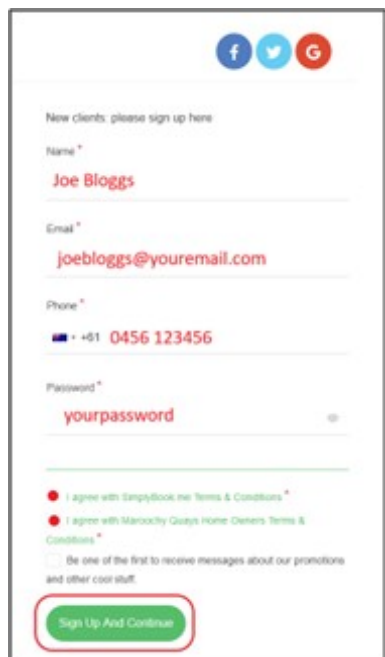 f G
New clients: please sign up here
Name *
Joe Bloggs
Email *
joebloggs@youremail.com
Phone *
+61 0456 123456
Password *
yourpassword
I agree with SimplyBook.me Terms & Conditions *
I agree with Maroochy Quays Home Owners Terms &
Conditions *
Be one of the first to receive messages about our promotions
and other cool stuff.
Sign Up And Continue